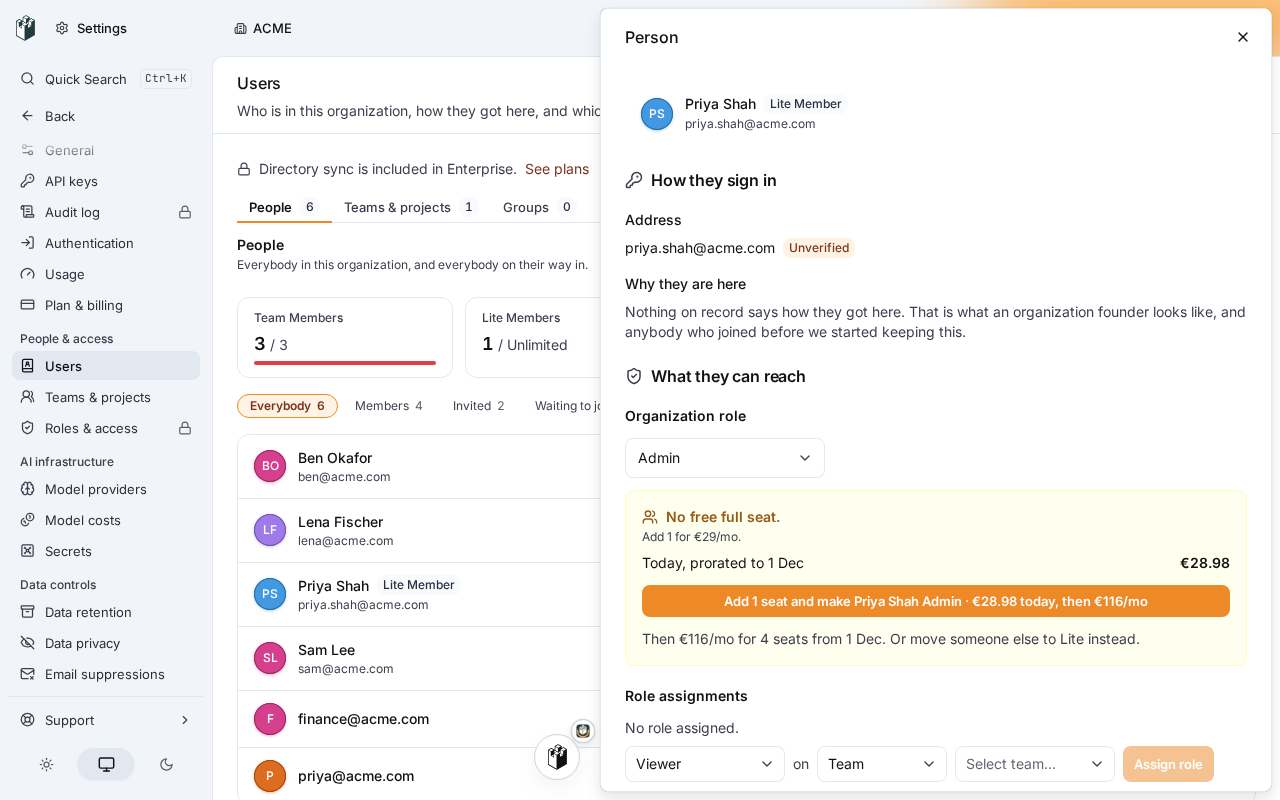 Settings
ACME
Quick Search
Ctrl+K
Back
General
API keys
Audit log
Authentication
Usage
Plan & billing
People & access
Users
Teams & projects
Roles & access
AI infrastructure
Model providers
Model costs
Secrets
Data controls
Data retention
Data privacy
Email suppressions
Support
Users
Who is in this organization, how they got here, and
Directory sync is included in Enterprise. See plans
People 6
Teams & projects 1
Groups 0
People
Everybody in this organization, and everybody on their way in.
Team Members
3 / 3
Lite Members
1 / Unlimited
Everybody 6
Members 4
Invited 2
Waiting to
BO
Ben Okafor
ben@acme.com
LF
Lena Fischer
lena@acme.com
PS
Priya Shah Lite Member
priya.shah@acme.com
SL
Sam Lee
sam@acme.com
F
finance@acme.com
P
priya@acme.com
Person
PS
Priya Shah Lite Member
priya.shah@acme.com
How they sign in
Address
priya.shah@acme.com Unverified
Why they are here
Nothing on record says how they got here. That is what an organization founder looks like, and
anybody who joined before we started keeping this.
What they can reach
Organization role
Admin
No free full seat.
Add 1 for €29/mo.
Today, prorated to 1 Dec €28.98
Add 1 seat and make Priya Shah Admin · €28.98 today, then €116/mo
Then €116/mo for 4 seats from 1 Dec. Or move someone else to Lite instead.
Role assignments
No role assigned.
Viewer on Team Select team... Assign role